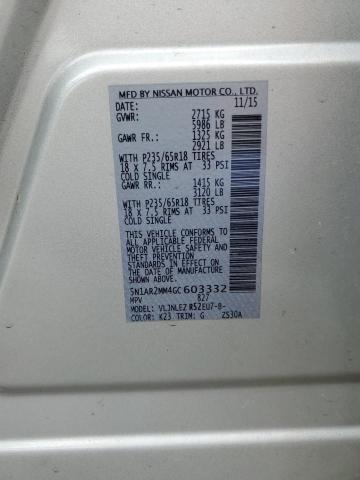 MFD BY NISSAN MOTOR CO., LTD.
DATE: 11/15
GVWR: 2715 KG
5986 LB
GAWR FR.: 1325 KG
2921 LB
WITH P235/65R18 TIRES
18 X 7.5 RIMS AT 33 PSI
COLD SINGLE
GAWR RR.: 1415 KG
3120 LB
WITH P235/65R18 TIRES
18 X 7.5 RIMS AT 33 PSI
COLD SINGLE
THIS VEHICLE CONFORMS TO
ALL APPLICABLE FEDERAL
MOTOR VEHICLE SAFETY AND
THEFT PREVENTION
STANDARDS IN EFFECT ON
THE DATE OF MANUFACTURE
SHOWN ABOVE.
5N1AR2MM4GC603332
MPV 827
MODEL: VLJNLEZ R52EU7-B-
COLOR: K23 TRIM: G ZS30A